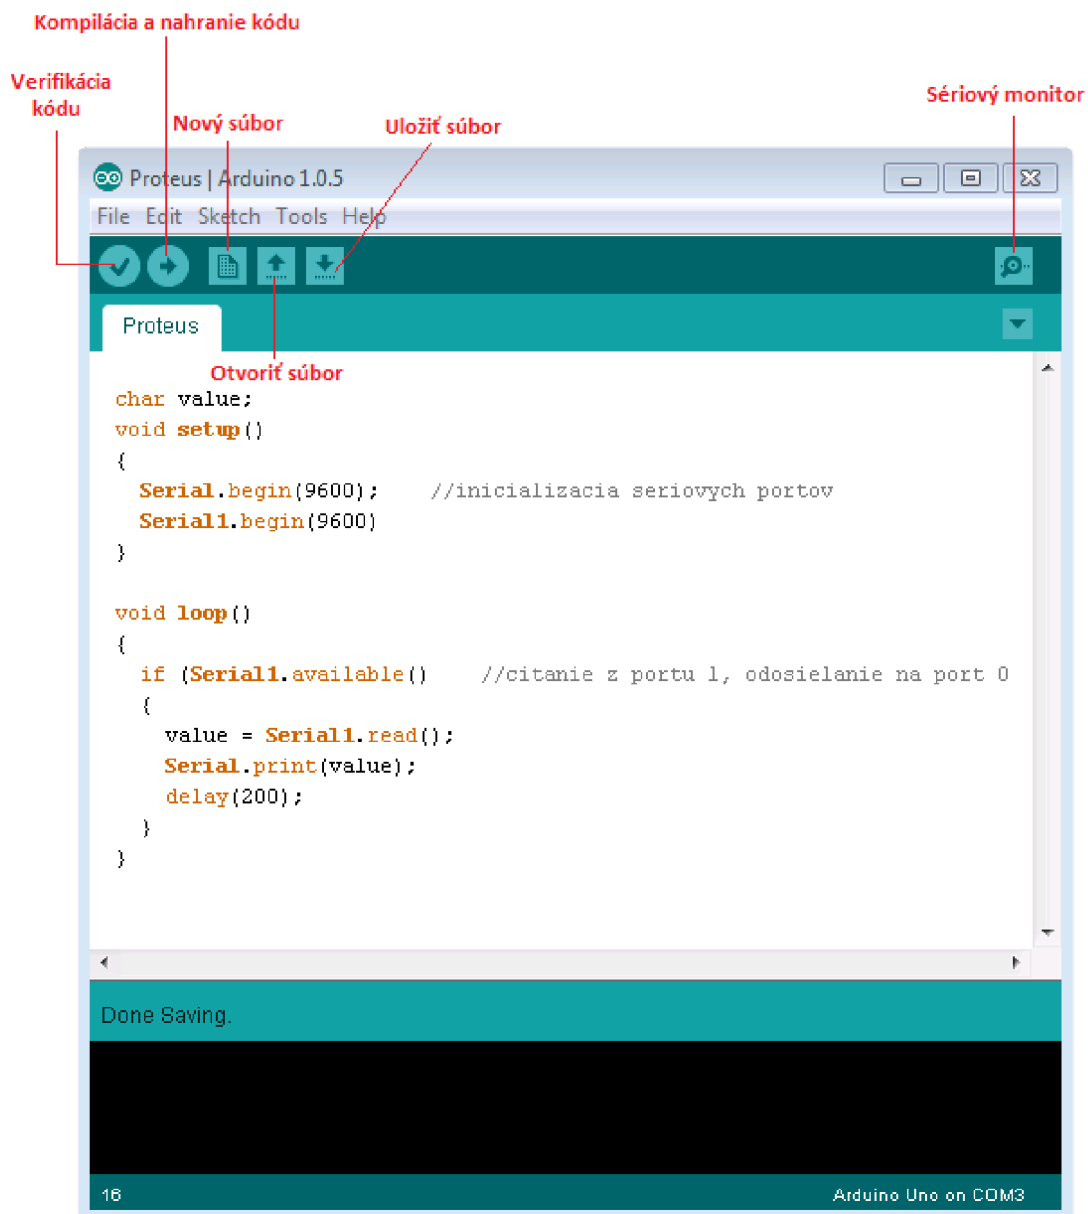 Kompilácia a nahranie kódu
Verifikácia
kódu
Nový súbor
Uložiť súbor
Sériový monitor
Proteus | Arduino 1.0.5
File Edit Sketch Tools Help
Proteus
Otvoriť súbor
char value;
void setup()
{
Serial.begin(9600); //inicializacia seriovych portov
Serial1.begin(9600)
}
void loop()
{
if (Serial1.available() //citanie z portu 1, odosielanie na port 0
{
value = Serial1.read();
Serial.print(value);
delay(200);
}
}
Done Saving.
16
Arduino Uno on COM3